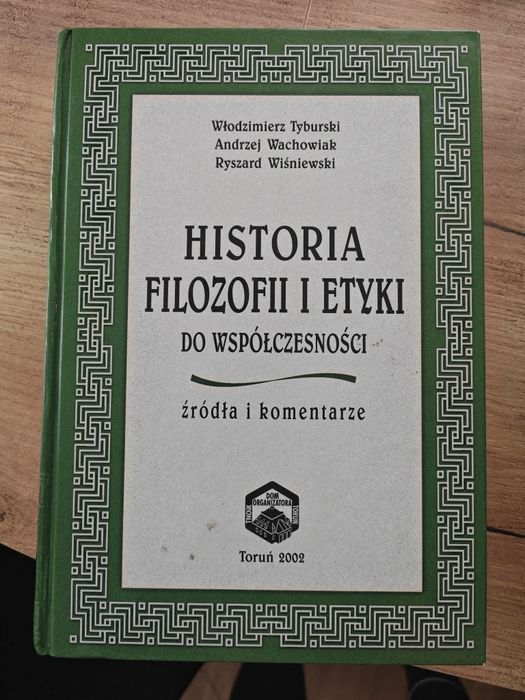 Włodzimierz Tyburski
Andrzej Wachowiak
Ryszard Wiśniewski
HISTORIA
FILOZOFII I ETYKI
DO WSPÓŁCZESNOŚCI
źródła i komentarze
TNOIK
DOM
ORGANIZATORA
TORUŃ
Toruń 2002